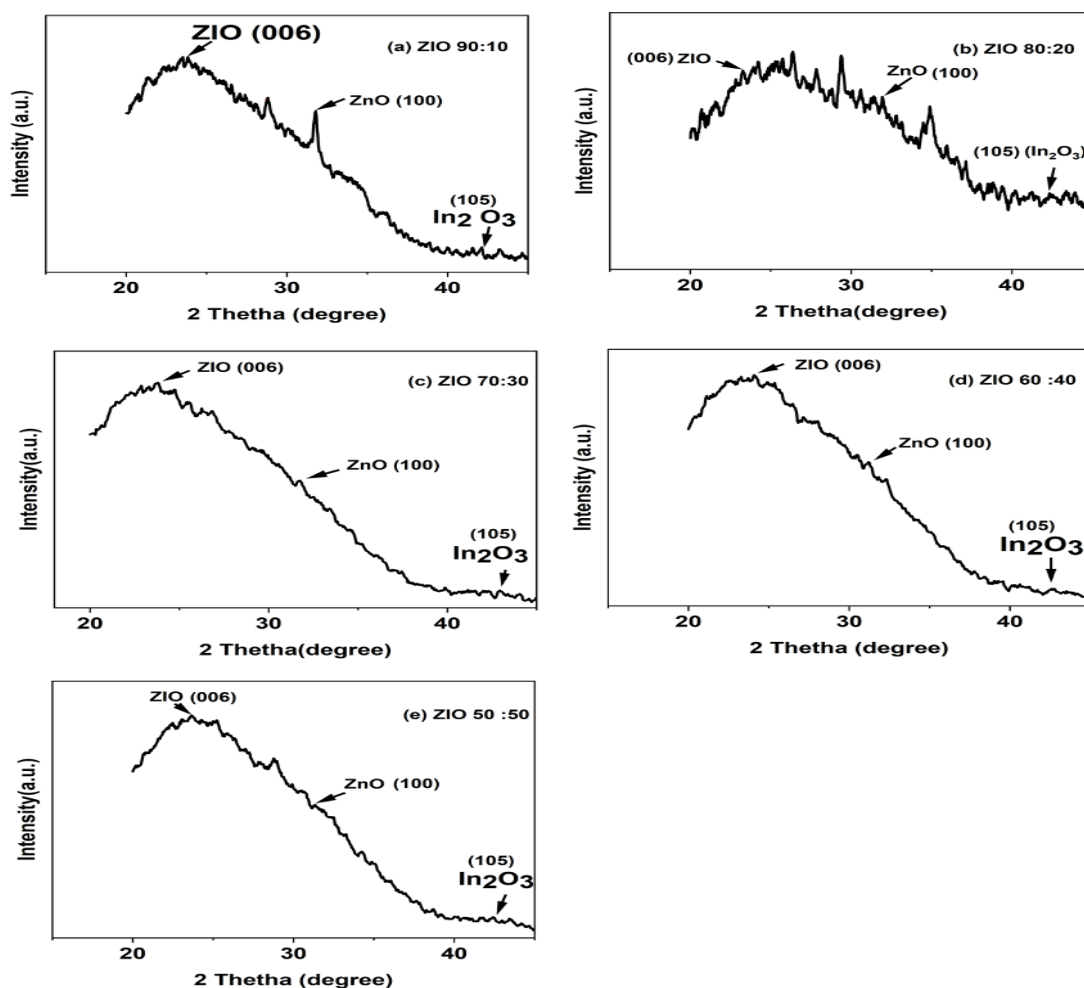 ZIO (006)
(a) ZIO 90:10
ZnO (100)
(105)
In2 O3
Intensity (a.u.)
20 30 40
2 Thetha (degree)
(b) ZIO 80:20
(006) ZIO
ZnO
(100)
(105) (In2O3)
Intensity (a.u.)
20 30 40
2 Thetha(degree)
ZIO (006)
(c) ZIO 70:30
ZnO (100)
(105)
In2O3
Intensity(a.u.)
20 30 40
2 Thetha(degree)
ZIO (006)
(d) ZIO 60 :40
ZnO (100)
(105)
In2O3
Intensity(a.u.)
20 30 40
2 Thetha(degree)
ZIO (006)
(e) ZIO 50 :50
ZnO (100)
(105)
In2O3
Intensity(a.u.)
20 30 40
2 Thetha (degree)